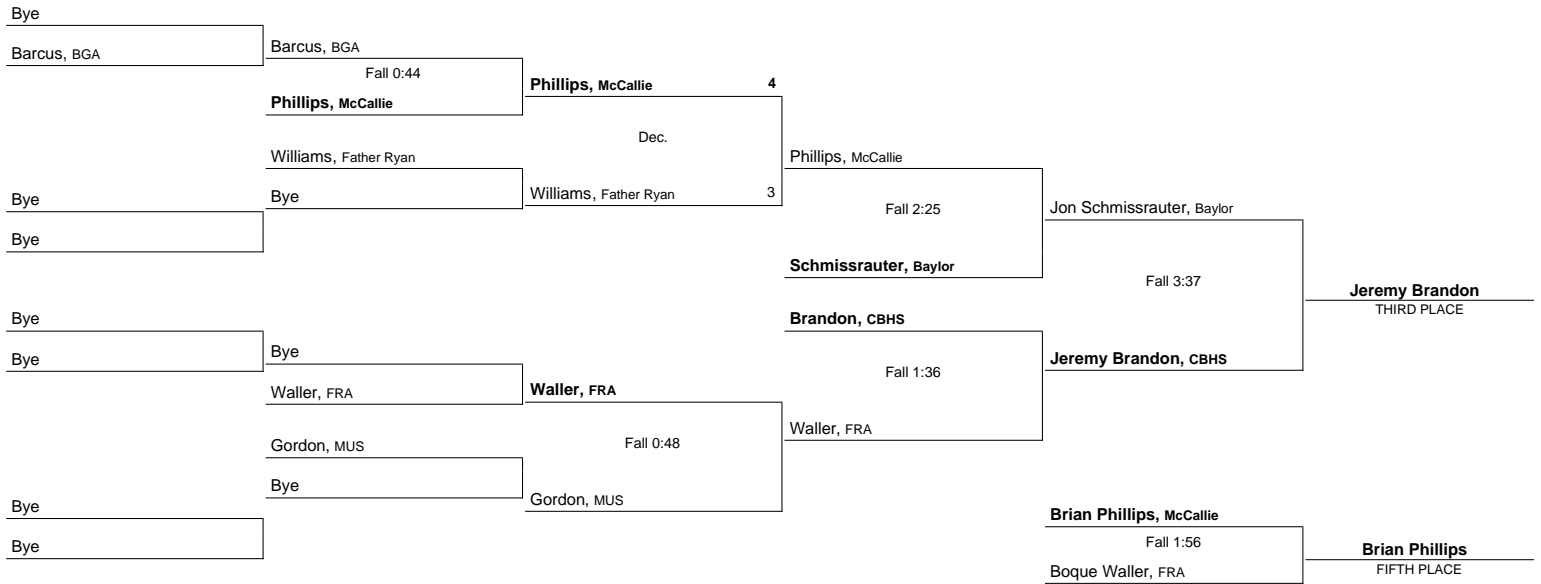 Bye
Barcus, BGA
Bye
Bye
Bye
Bye
Bye
Bye
Barcus, BGA
Fall 0:44
Phillips, McCallie
Williams, Father Ryan
Bye
Bye
Waller, FRA
Gordon, MUS
Bye
Phillips, McCallie 4
Dec.
Williams, Father Ryan 3
Waller, FRA
Fall 0:48
Gordon, MUS
Phillips, McCallie
Fall 2:25
Schmissrauter, Baylor
Brandon, CBHS
Fall 1:36
Waller, FRA
Jon Schmissrauter, Baylor
Fall 3:37
Jeremy Brandon, CBHS
Jeremy Brandon
THIRD PLACE
Brian Phillips, McCallie
Fall 1:56
Boque Waller, FRA
Brian Phillips
FIFTH PLACE